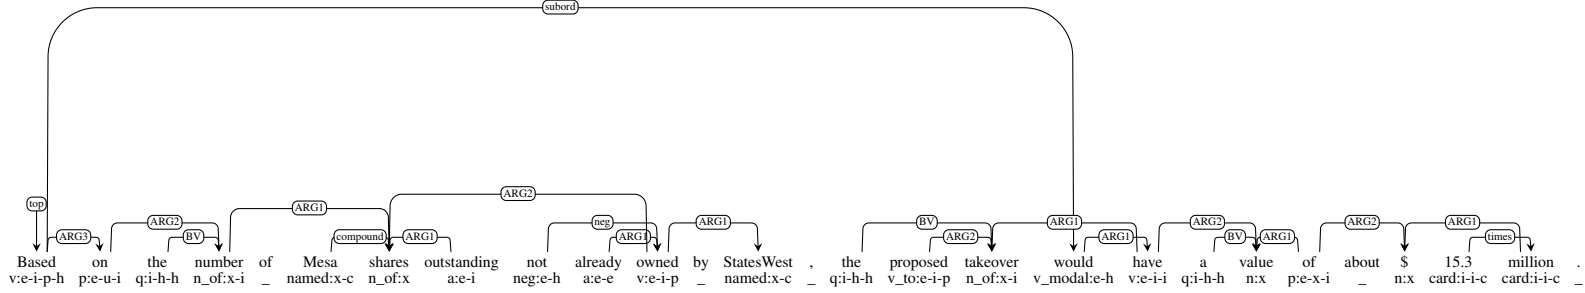 subord
top
ARG2
ARG1 ARG2 ARG1 ARG2 ARG1
neg ARG1 BV
ARG3 BV compound ARG1 ARG1 ARG2 ARG1 BV ARG1 times
Based on the number of Mesa shares outstanding not already owned by StatesWest , the proposed takeover would have a value of about $ 15.3 million .
v:e-i-p-h p:e-u-i q:i-h-h n_of:x-i _ named:x-c n_of:x a:e-i neg:e-h a:e-e v:e-i-p _ named:x-c _ q:i-h-h v_to:e-i-p n_of:x-i v_modal:e-h v:e-i-i q:i-h-h n:x p:e-x-i _ n:x card:i-i-c card:i-i-c _